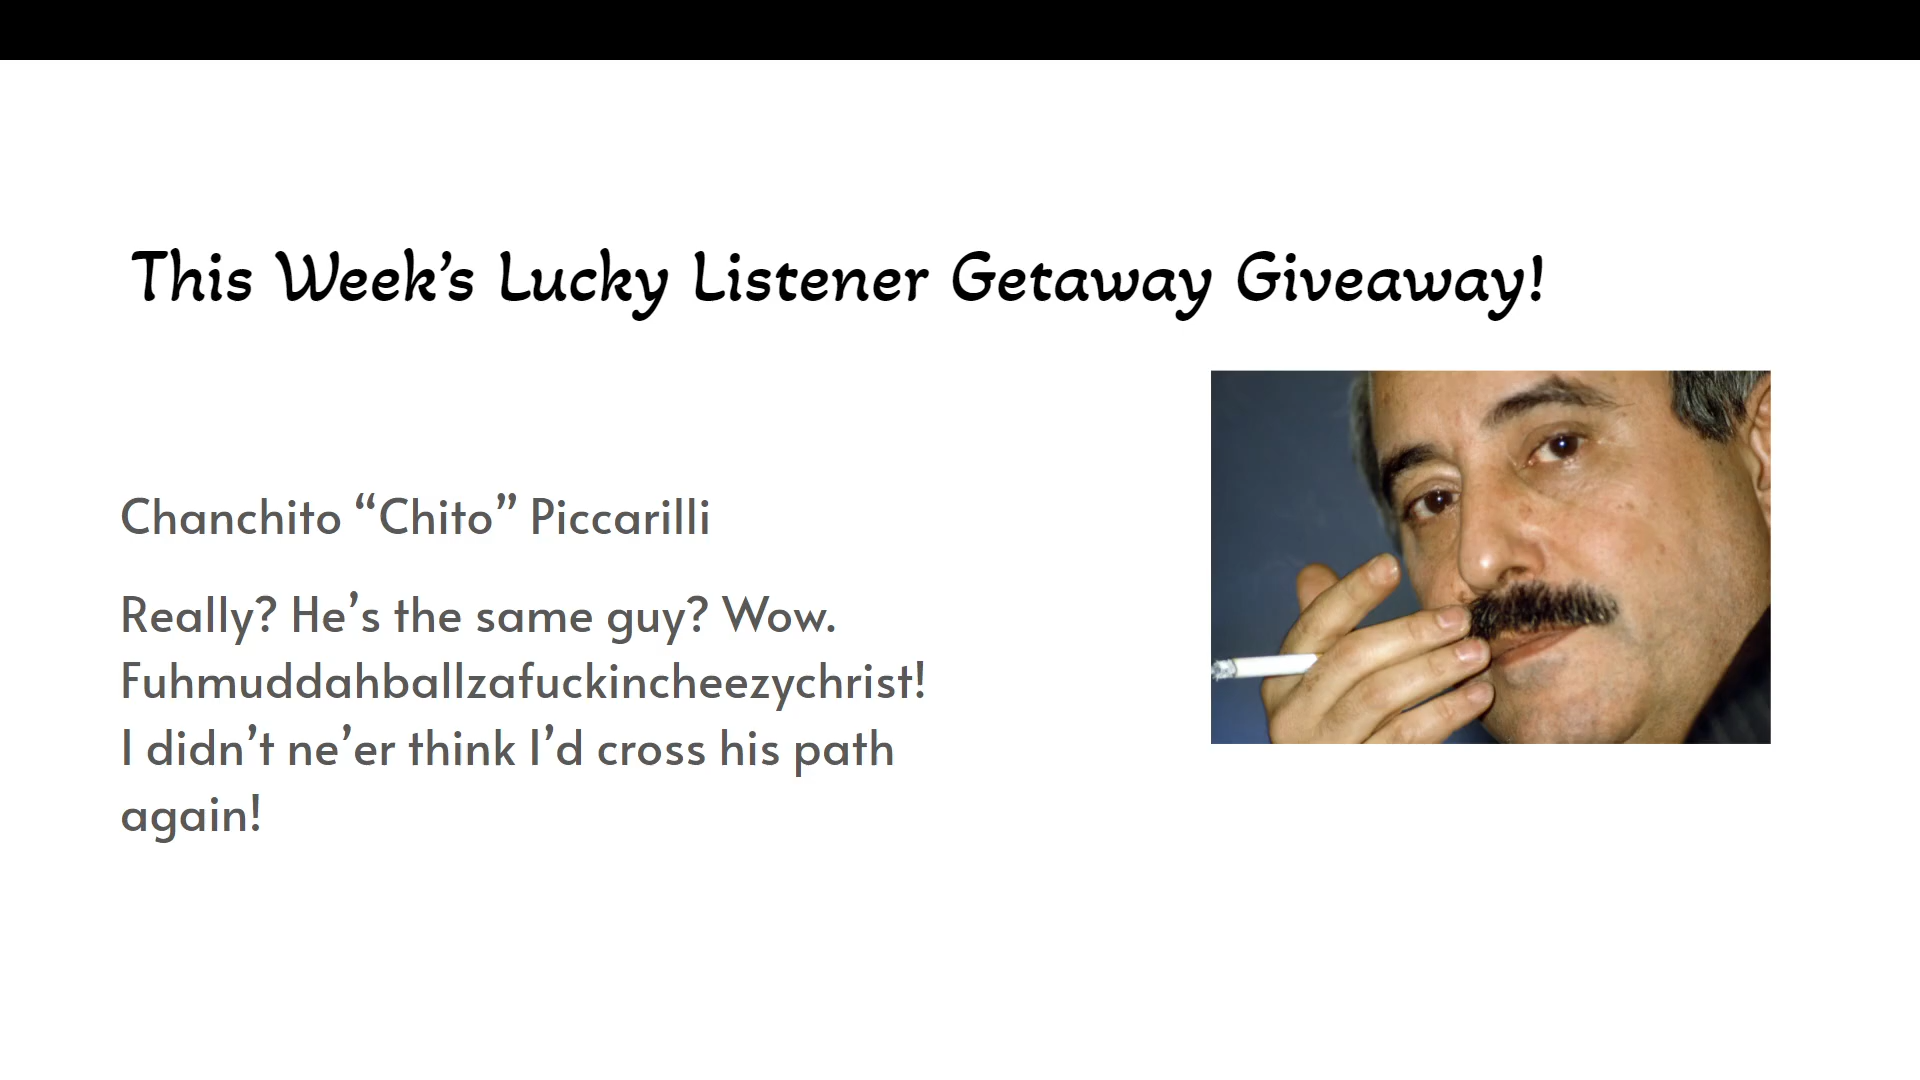 This Week’s Lucky Listener Getaway Giveaway!
Chanchito “Chito” Piccarilli
Really? He’s the same guy? Wow.
Fuhmuddahballzafuckincheezychrist!
I didn’t ne’er think I’d cross his path
again!